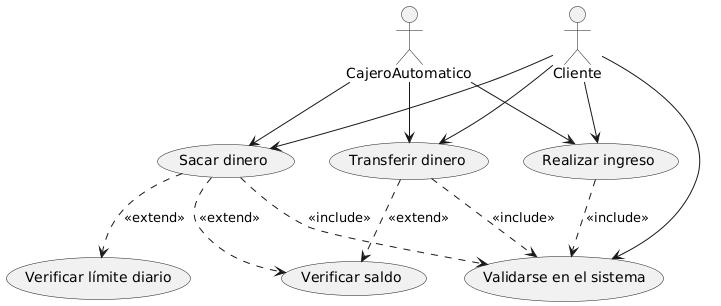 CajeroAutomatico
Cliente
Sacar dinero
Transferir dinero
Realizar ingreso
«extend»
«extend»
«include»
«extend»
«include»
«include»
Verificar límite diario
Verificar saldo
Validarse en el sistema